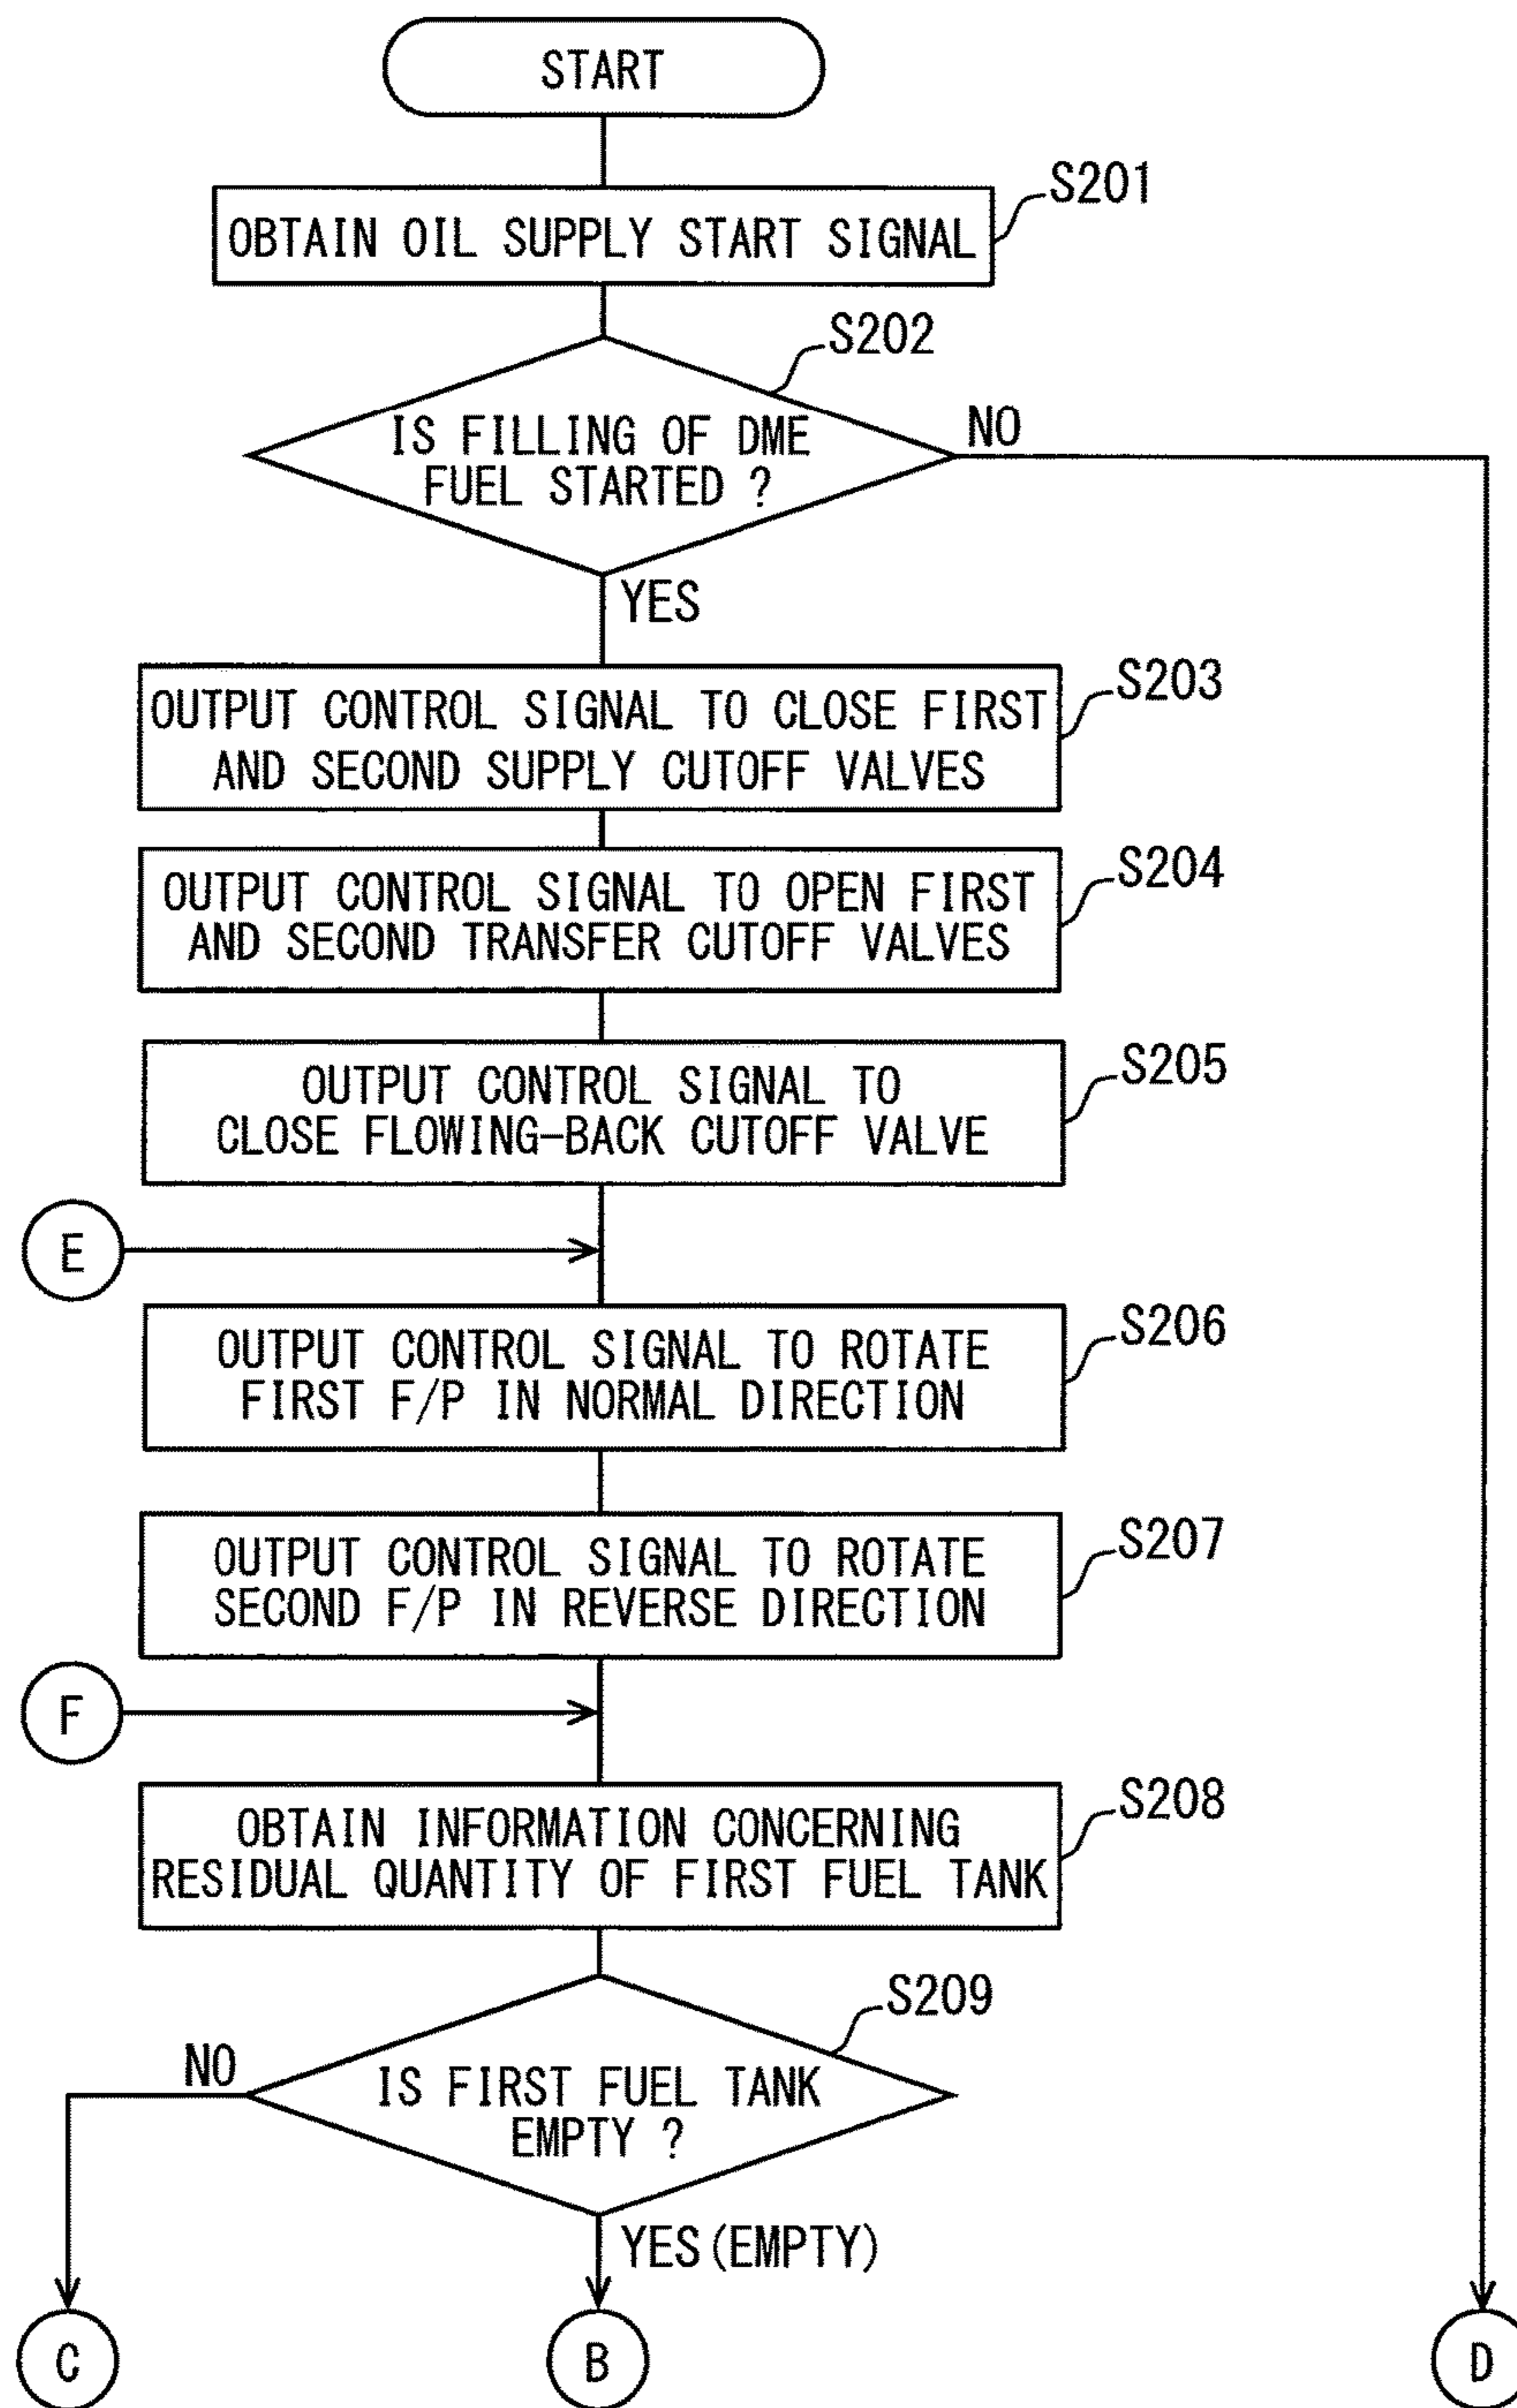 START
S201
OBTAIN OIL SUPPLY START SIGNAL
S202
IS FILLING OF DME
FUEL STARTED ?
NO
YES
S203
OUTPUT CONTROL SIGNAL TO CLOSE FIRST
AND SECOND SUPPLY CUTOFF VALVES
S204
OUTPUT CONTROL SIGNAL TO OPEN FIRST
AND SECOND TRANSFER CUTOFF VALVES
S205
OUTPUT CONTROL SIGNAL TO
CLOSE FLOWING-BACK CUTOFF VALVE
E
S206
OUTPUT CONTROL SIGNAL TO ROTATE
FIRST F/P IN NORMAL DIRECTION
S207
OUTPUT CONTROL SIGNAL TO ROTATE
SECOND F/P IN REVERSE DIRECTION
F
S208
OBTAIN INFORMATION CONCERNING
RESIDUAL QUANTITY OF FIRST FUEL TANK
S209
NO
IS FIRST FUEL TANK
EMPTY ?
YES(EMPTY)
C
B
D